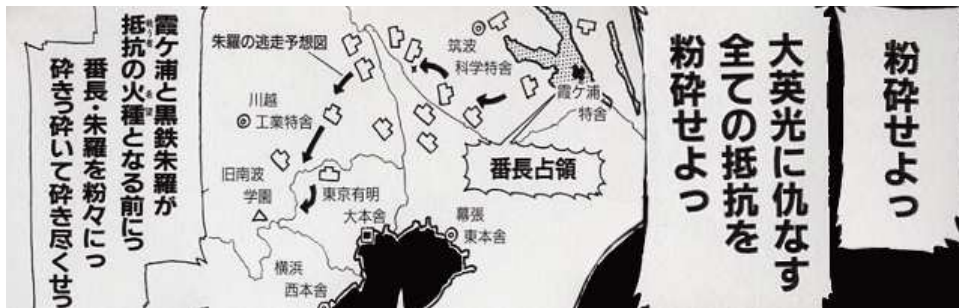 粉砕せよっ
大英光に仇なす
全ての抵抗を
粉砕せよっ
朱羅の逃走予想図
筑波
科学特舎
霞ケ浦
特舎
川越
工業特舎
番長占領
旧南波
学園
東京有明
大本舎
幕張
東本舎
横浜
西本舎
霞ケ浦と黒鉄朱羅が
抵抗の火種となる前にっ
番長・朱羅を粉々にっ
砕きっ砕いて砕き尽くせっ